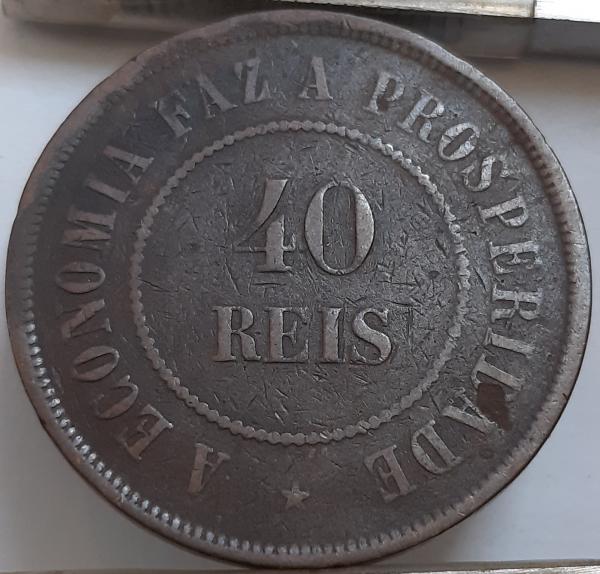 A ECONOMIA FAZ A PROSPERIDADE
40
REIS